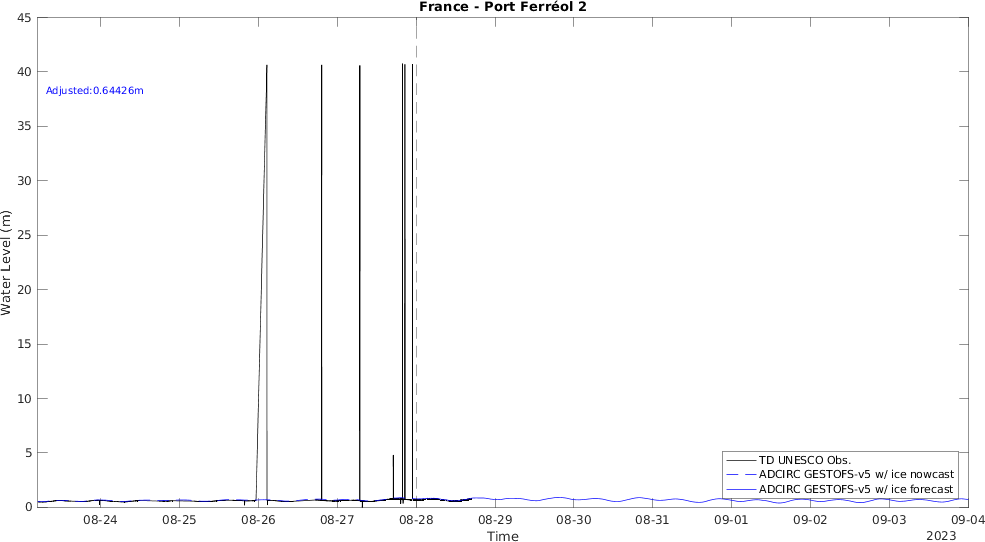 France - Port Ferréol 2
45
40
35
30
25
20
15
10
5
0
Water Level (m)
Adjusted:0.64426m
TD UNESCO Obs.
ADCIRC GESTOFS-v5 w/ ice nowcast
ADCIRC GESTOFS-v5 w/ ice forecast
08-24 08-25 08-26 08-27 08-28 08-29 08-30 08-31 09-01 09-02 09-03 09-04
Time
2023